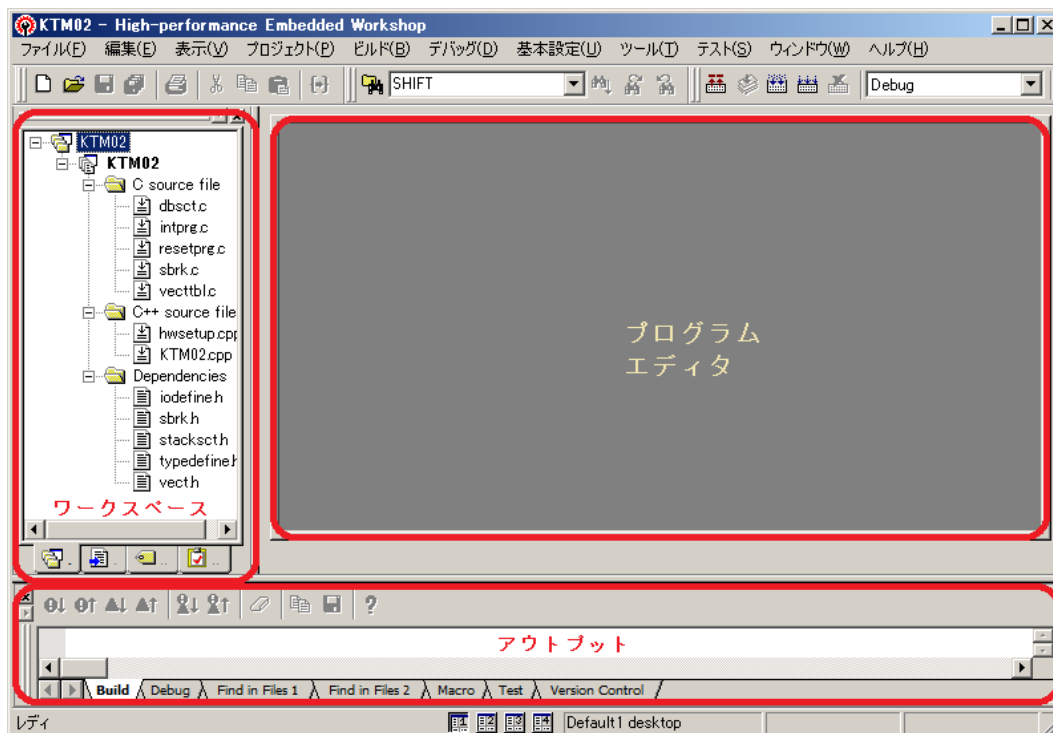 KTM02 - High-performance Embedded Workshop
ファイル(F) 編集(E) 表示(V) プロジェクト(P) ビルド(B) デバッグ(D) 基本設定(U) ツール(T) テスト(S) ウィンドウ(W) ヘルプ(H)
SHIFT Debug
KTM02
KTM02
C source file
dbsct.c
intprg.c
resetprg.c
sbrk.c
vecttbl.c
C++ source file
hwsetup.cpp
KTM02.cpp
Dependencies
iodefine.h
sbrk.h
stacksct.h
typedefine.h
vect.h
ワークスペース
プログラム
エディタ
アウトプット
Build Debug Find in Files 1 Find in Files 2 Macro Test Version Control
レディ 1 2 3 4 Default1 desktop